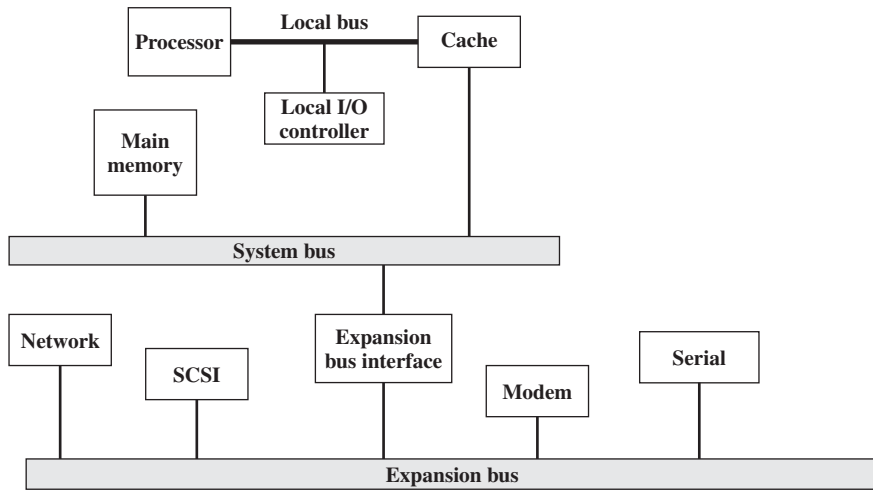 Local bus
Processor
Cache
Local I/O
controller
Main
memory
System bus
Network
Expansion
bus interface
SCSI
Serial
Modem
Expansion bus